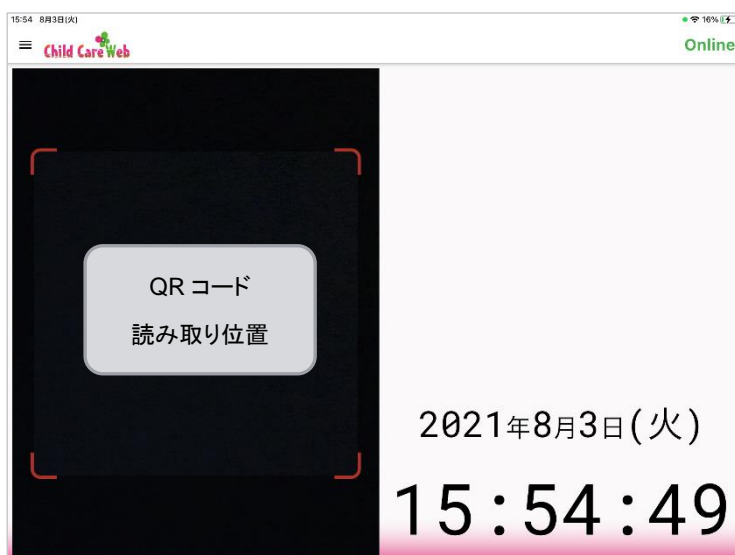 15:54 8月3日(火)
16%
Child Care Web
Online
QR コード
読み取り位置
2021年8月3日(火)
15:54:49